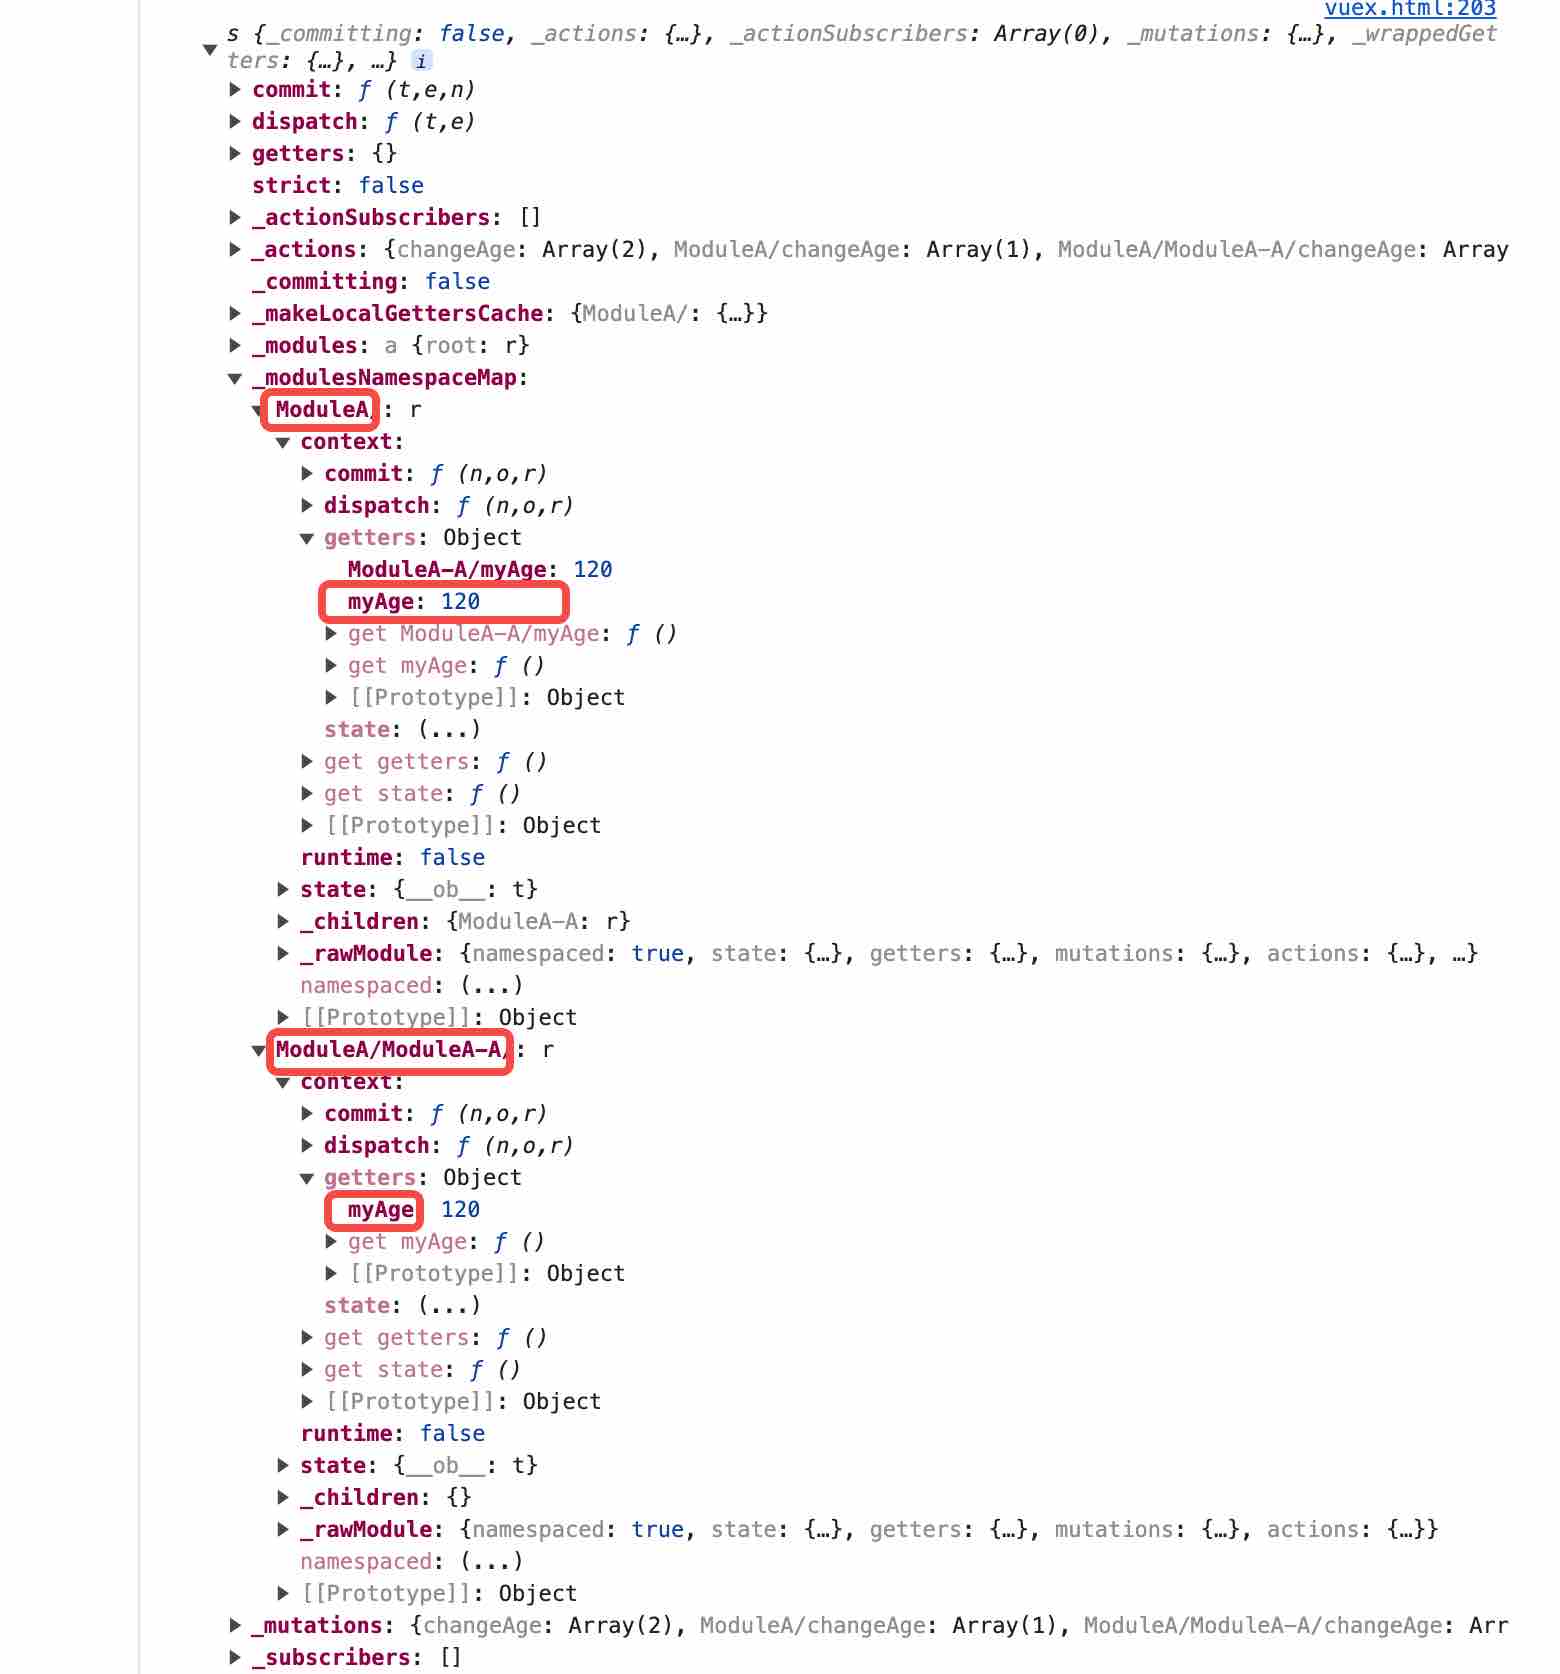 vuex.html:203
s {_committing: false, _actions: {…}, _actionSubscribers: Array(0), _mutations: {…}, _wrappedGet
ters: {…}, …} i
commit: ƒ (t,e,n)
dispatch: ƒ (t,e)
getters: {}
strict: false
_actionSubscribers: []
_actions: {changeAge: Array(2), ModuleA/changeAge: Array(1), ModuleA/ModuleA-A/changeAge: Array
_committing: false
_makeLocalGettersCache: {ModuleA/: {…}}
_modules: a {root: r}
_modulesNamespaceMap:
ModuleA/: r
context:
commit: ƒ (n,o,r)
dispatch: ƒ (n,o,r)
getters: Object
ModuleA-A/myAge: 120
myAge: 120
get ModuleA-A/myAge: ƒ ()
get myAge: ƒ ()
[[Prototype]]: Object
state: (...)
get getters: ƒ ()
get state: ƒ ()
[[Prototype]]: Object
runtime: false
state: {__ob__: t}
_children: {ModuleA-A: r}
_rawModule: {namespaced: true, state: {…}, getters: {…}, mutations: {…}, actions: {…}, …}
namespaced: (...)
[[Prototype]]: Object
ModuleA/ModuleA-A/: r
context:
commit: ƒ (n,o,r)
dispatch: ƒ (n,o,r)
getters: Object
myAge 120
get myAge: ƒ ()
[[Prototype]]: Object
state: (...)
get getters: ƒ ()
get state: ƒ ()
[[Prototype]]: Object
runtime: false
state: {__ob__: t}
_children: {}
_rawModule: {namespaced: true, state: {…}, getters: {…}, mutations: {…}, actions: {…}}
namespaced: (...)
[[Prototype]]: Object
_mutations: {changeAge: Array(2), ModuleA/changeAge: Array(1), ModuleA/ModuleA-A/changeAge: Arr
_subscribers: []